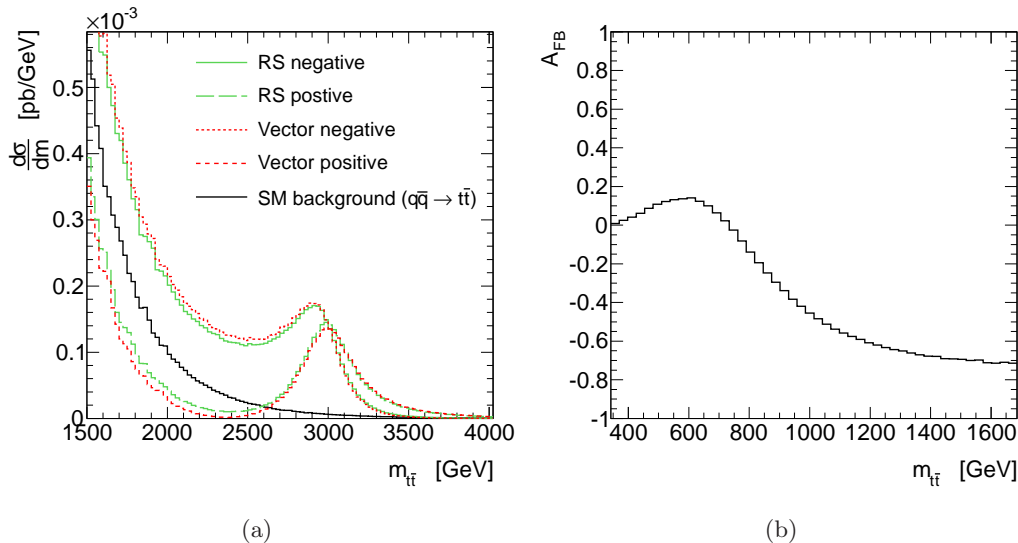 ×10⁻³
dσ/dm [pb/GeV]
0.5
0.4
0.3
0.2
0.1
0
RS negative
RS postive
Vector negative
Vector positive
SM background (qq̄ → tt̄)
1500 2000 2500 3000 3500 4000
m_tt̄ [GeV]
(a)
A_FB
1
0.8
0.6
0.4
0.2
0
-0.2
-0.4
-0.6
-0.8
-1
400 600 800 1000 1200 1400 1600
m_tt̄ [GeV]
(b)